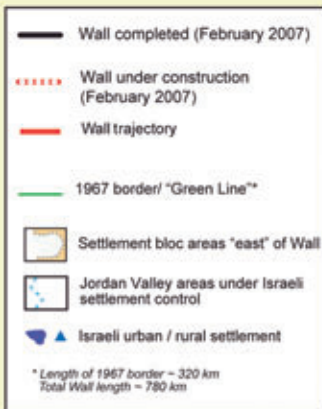 Wall completed (February 2007)
Wall under construction
(February 2007)
Wall trajectory
1967 border/ "Green Line"*
Settlement bloc areas "east" of Wall
Jordan Valley areas under Israeli
settlement control
Israeli urban / rural settlement
* Length of 1967 border ~ 320 km
Total Wall length ~ 780 km